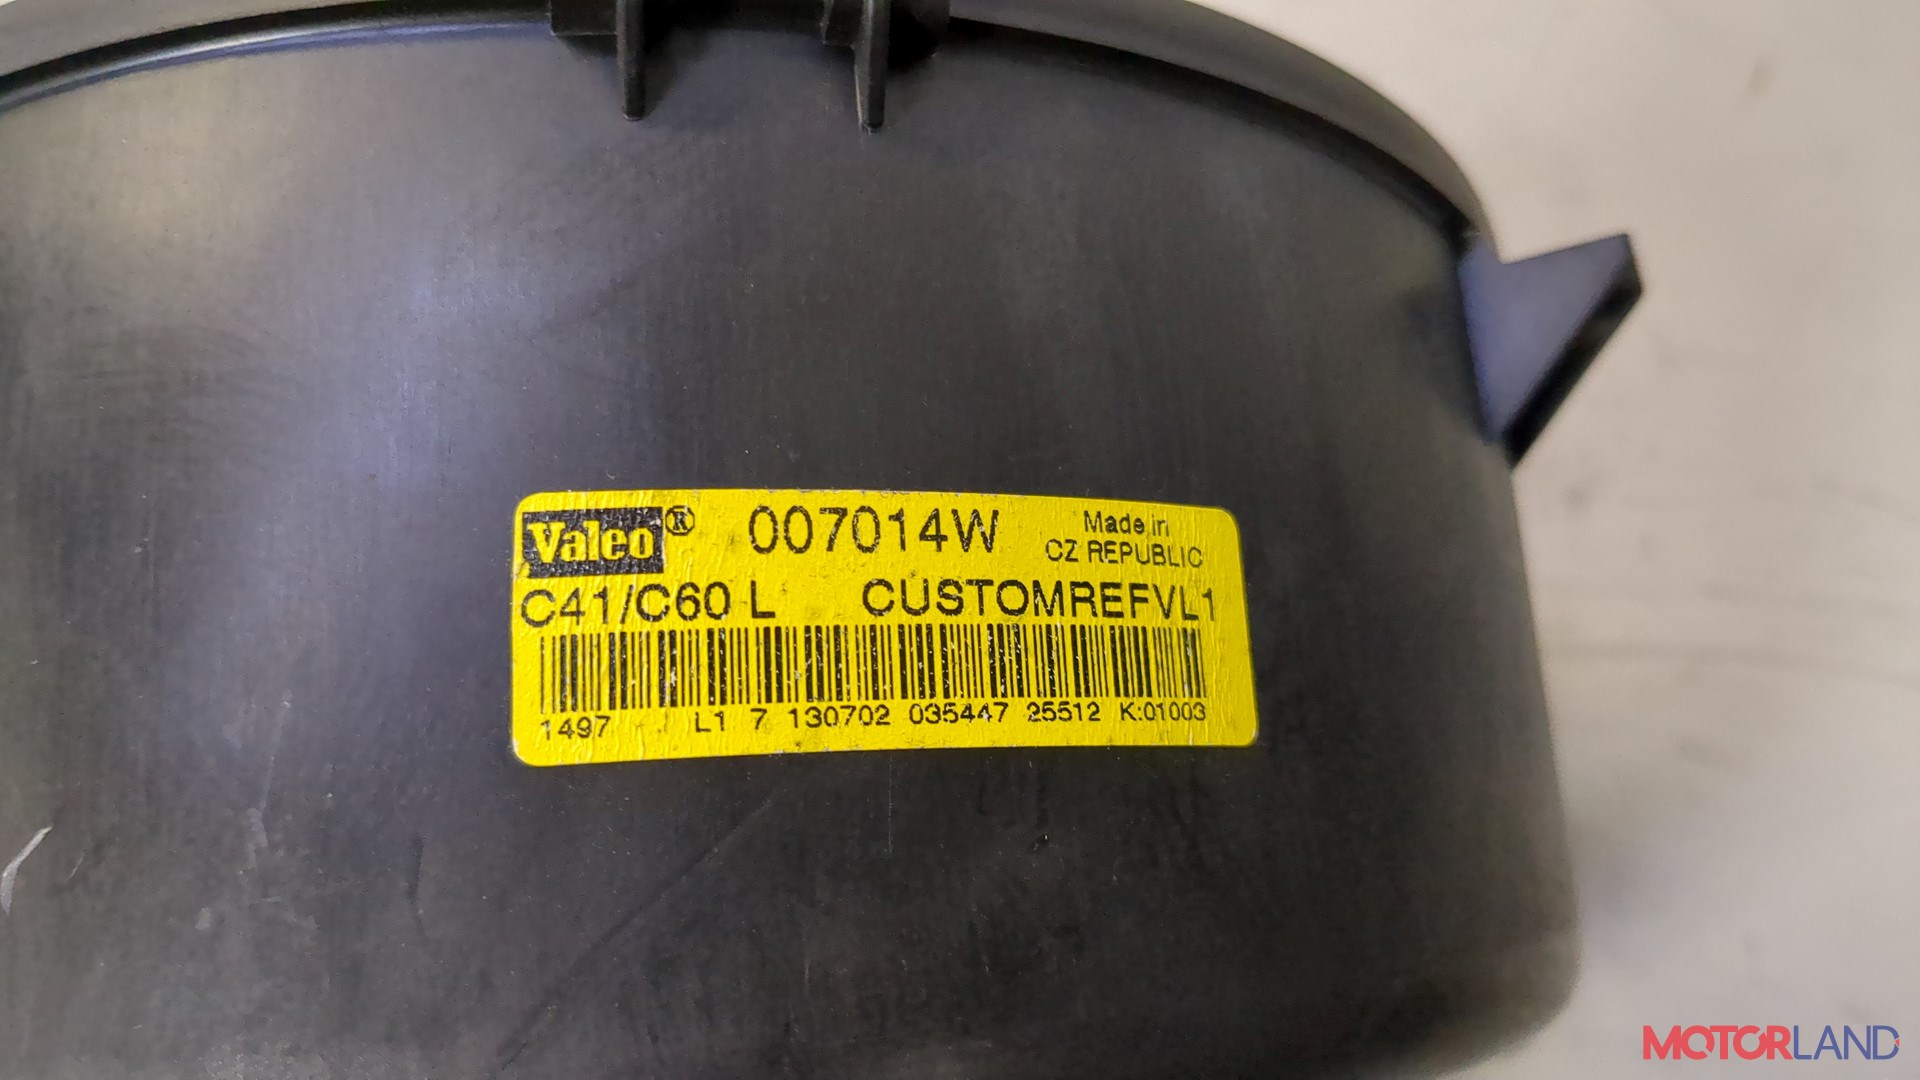 Valeo® 007014W Made in
CZ REPUBLIC
C41/C60 L CUSTOMREFVL1
1497 L1 7 130702 035447 25512 K:01003
MOTORLAND